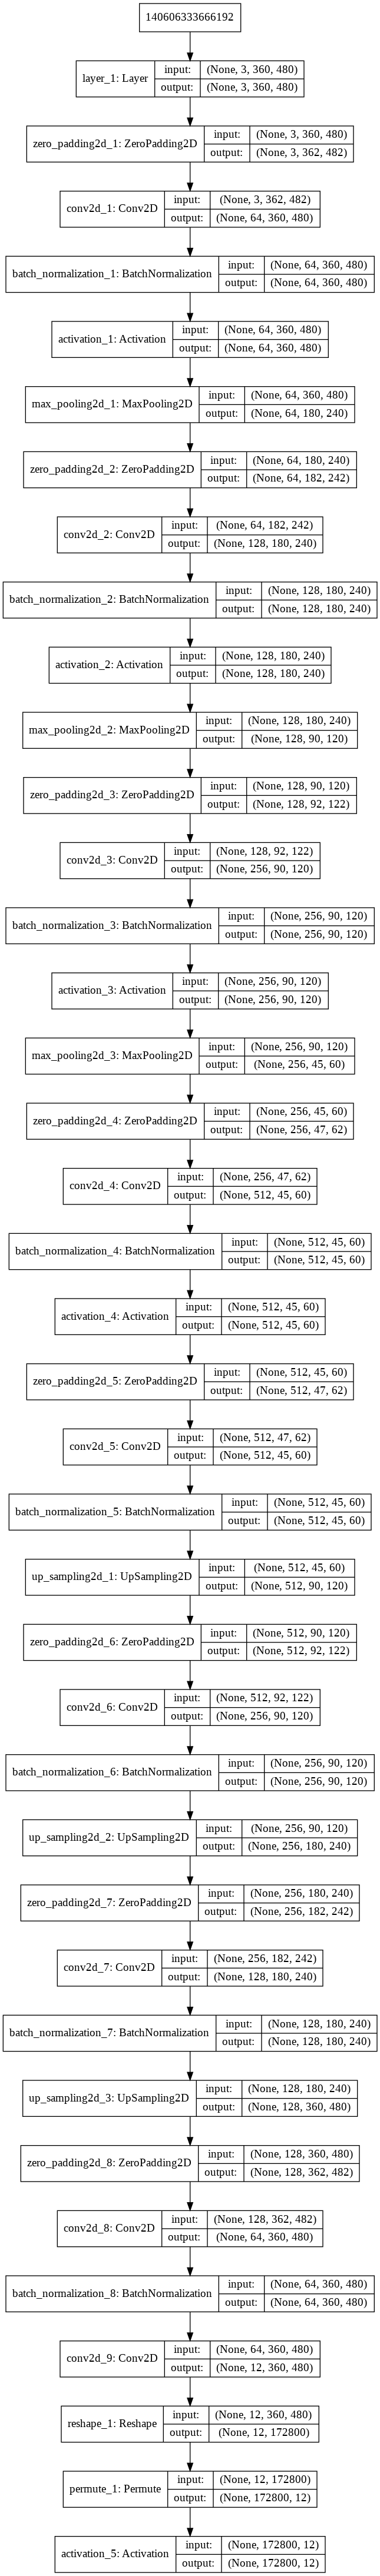 140606333666192
layer_1: Layer
input: (None, 3, 360, 480)
output: (None, 3, 360, 480)
zero_padding2d_1: ZeroPadding2D
input: (None, 3, 360, 480)
output: (None, 3, 362, 482)
conv2d_1: Conv2D
input: (None, 3, 362, 482)
output: (None, 64, 360, 480)
batch_normalization_1: BatchNormalization
input: (None, 64, 360, 480)
output: (None, 64, 360, 480)
activation_1: Activation
input: (None, 64, 360, 480)
output: (None, 64, 360, 480)
max_pooling2d_1: MaxPooling2D
input: (None, 64, 360, 480)
output: (None, 64, 180, 240)
zero_padding2d_2: ZeroPadding2D
input: (None, 64, 180, 240)
output: (None, 64, 182, 242)
conv2d_2: Conv2D
input: (None, 64, 182, 242)
output: (None, 128, 180, 240)
batch_normalization_2: BatchNormalization
input: (None, 128, 180, 240)
output: (None, 128, 180, 240)
activation_2: Activation
input: (None, 128, 180, 240)
output: (None, 128, 180, 240)
max_pooling2d_2: MaxPooling2D
input: (None, 128, 180, 240)
output: (None, 128, 90, 120)
zero_padding2d_3: ZeroPadding2D
input: (None, 128, 90, 120)
output: (None, 128, 92, 122)
conv2d_3: Conv2D
input: (None, 128, 92, 122)
output: (None, 256, 90, 120)
batch_normalization_3: BatchNormalization
input: (None, 256, 90, 120)
output: (None, 256, 90, 120)
activation_3: Activation
input: (None, 256, 90, 120)
output: (None, 256, 90, 120)
max_pooling2d_3: MaxPooling2D
input: (None, 256, 90, 120)
output: (None, 256, 45, 60)
zero_padding2d_4: ZeroPadding2D
input: (None, 256, 45, 60)
output: (None, 256, 47, 62)
conv2d_4: Conv2D
input: (None, 256, 47, 62)
output: (None, 512, 45, 60)
batch_normalization_4: BatchNormalization
input: (None, 512, 45, 60)
output: (None, 512, 45, 60)
activation_4: Activation
input: (None, 512, 45, 60)
output: (None, 512, 45, 60)
zero_padding2d_5: ZeroPadding2D
input: (None, 512, 45, 60)
output: (None, 512, 47, 62)
conv2d_5: Conv2D
input: (None, 512, 47, 62)
output: (None, 512, 45, 60)
batch_normalization_5: BatchNormalization
input: (None, 512, 45, 60)
output: (None, 512, 45, 60)
up_sampling2d_1: UpSampling2D
input: (None, 512, 45, 60)
output: (None, 512, 90, 120)
zero_padding2d_6: ZeroPadding2D
input: (None, 512, 90, 120)
output: (None, 512, 92, 122)
conv2d_6: Conv2D
input: (None, 512, 92, 122)
output: (None, 256, 90, 120)
batch_normalization_6: BatchNormalization
input: (None, 256, 90, 120)
output: (None, 256, 90, 120)
up_sampling2d_2: UpSampling2D
input: (None, 256, 90, 120)
output: (None, 256, 180, 240)
zero_padding2d_7: ZeroPadding2D
input: (None, 256, 180, 240)
output: (None, 256, 182, 242)
conv2d_7: Conv2D
input: (None, 256, 182, 242)
output: (None, 128, 180, 240)
batch_normalization_7: BatchNormalization
input: (None, 128, 180, 240)
output: (None, 128, 180, 240)
up_sampling2d_3: UpSampling2D
input: (None, 128, 180, 240)
output: (None, 128, 360, 480)
zero_padding2d_8: ZeroPadding2D
input: (None, 128, 360, 480)
output: (None, 128, 362, 482)
conv2d_8: Conv2D
input: (None, 128, 362, 482)
output: (None, 64, 360, 480)
batch_normalization_8: BatchNormalization
input: (None, 64, 360, 480)
output: (None, 64, 360, 480)
conv2d_9: Conv2D
input: (None, 64, 360, 480)
output: (None, 12, 360, 480)
reshape_1: Reshape
input: (None, 12, 360, 480)
output: (None, 12, 172800)
permute_1: Permute
input: (None, 12, 172800)
output: (None, 172800, 12)
activation_5: Activation
input: (None, 172800, 12)
output: (None, 172800, 12)